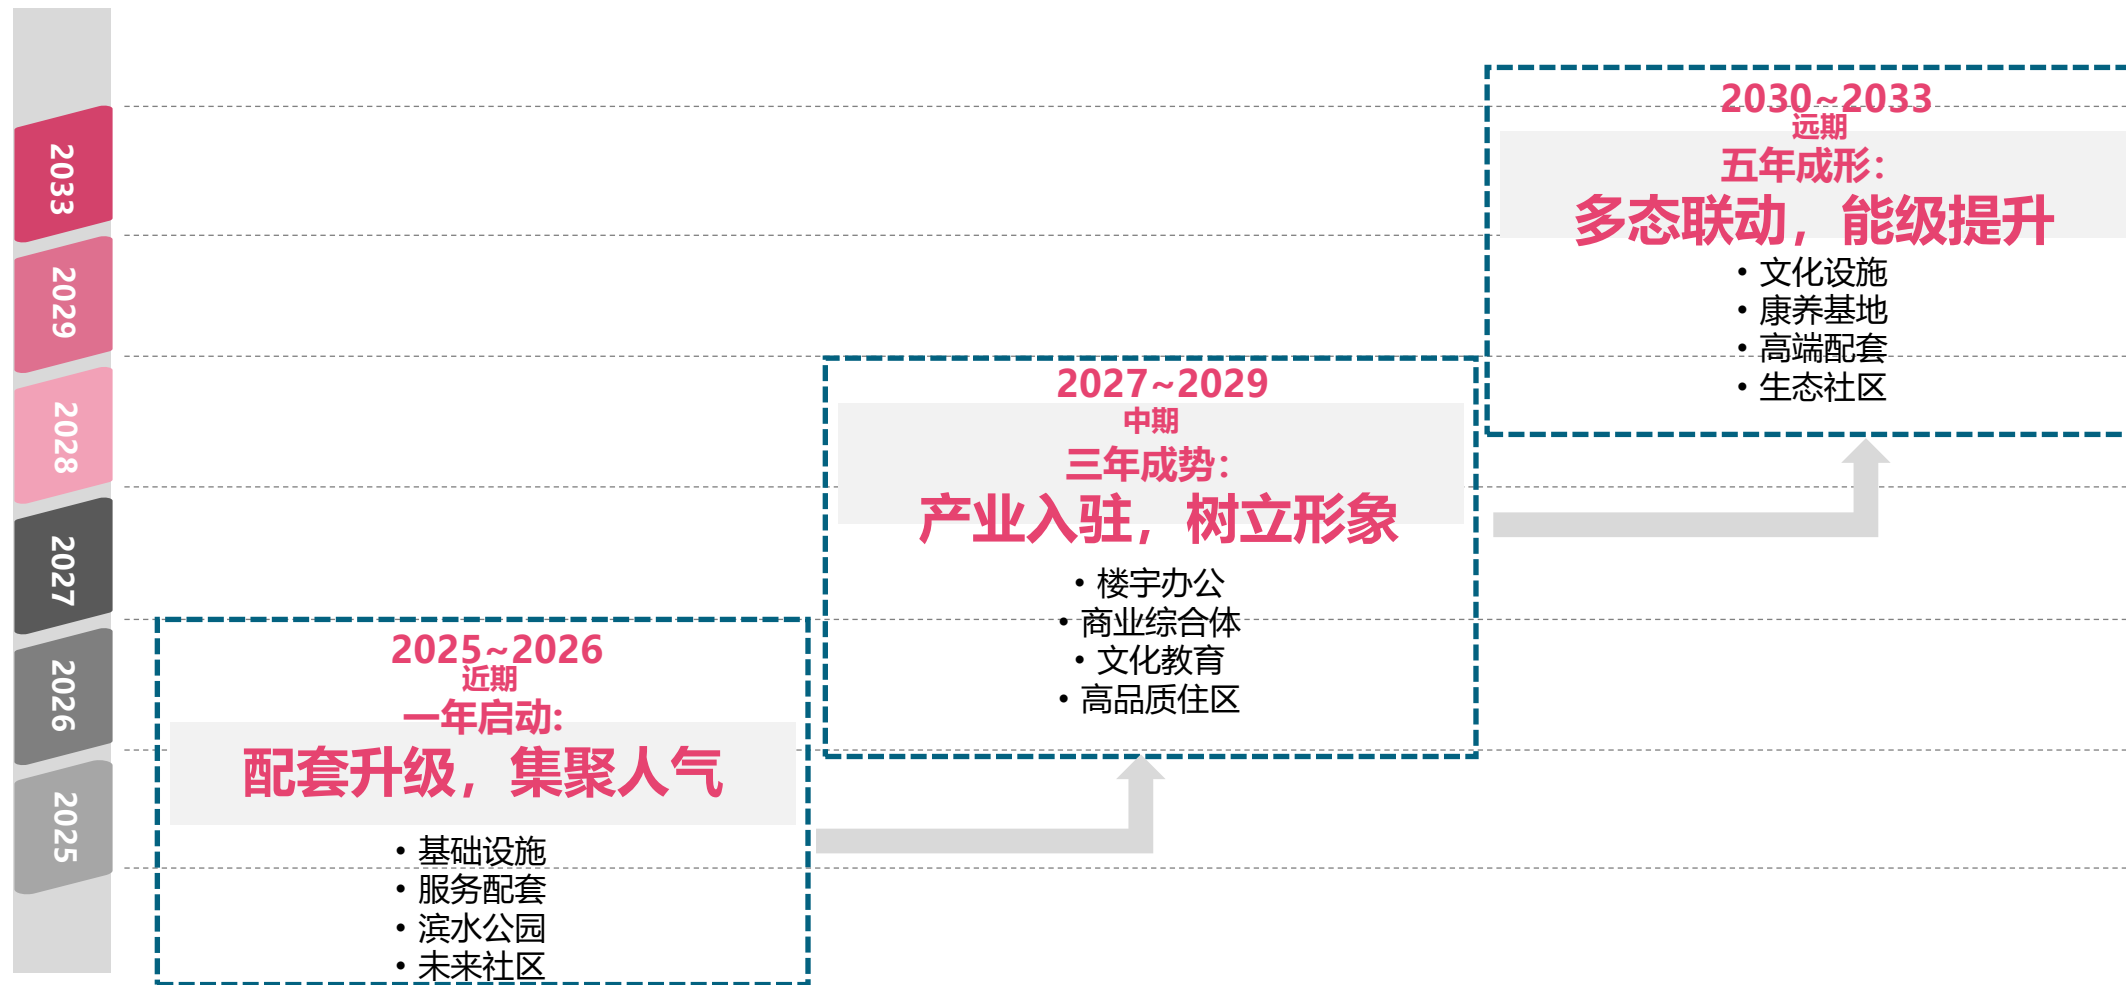 2033
2029
2028
2027
2026
2025
2025~2026
近期
一年启动:
配套升级，集聚人气
• 基础设施
• 服务配套
• 滨水公园
• 未来社区
2027~2029
中期
三年成势：
产业入驻，树立形象
• 楼宇办公
• 商业综合体
• 文化教育
• 高品质住区
2030~2033
远期
五年成形：
多态联动，能级提升
• 文化设施
• 康养基地
• 高端配套
• 生态社区